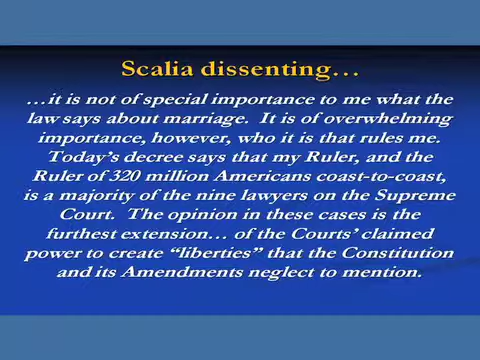 Scalia dissenting…
…it is not of special importance to me what the
law says about marriage.  It is of overwhelming
importance, however, who it is that rules me.
Today’s decree says that my Ruler, and the
Ruler of 320 million Americans coast-to-coast,
is a majority of the nine lawyers on the Supreme
Court.  The opinion in these cases is the
furthest extension… of the Courts’ claimed
power to create “liberties” that the Constitution
and its Amendments neglect to mention.